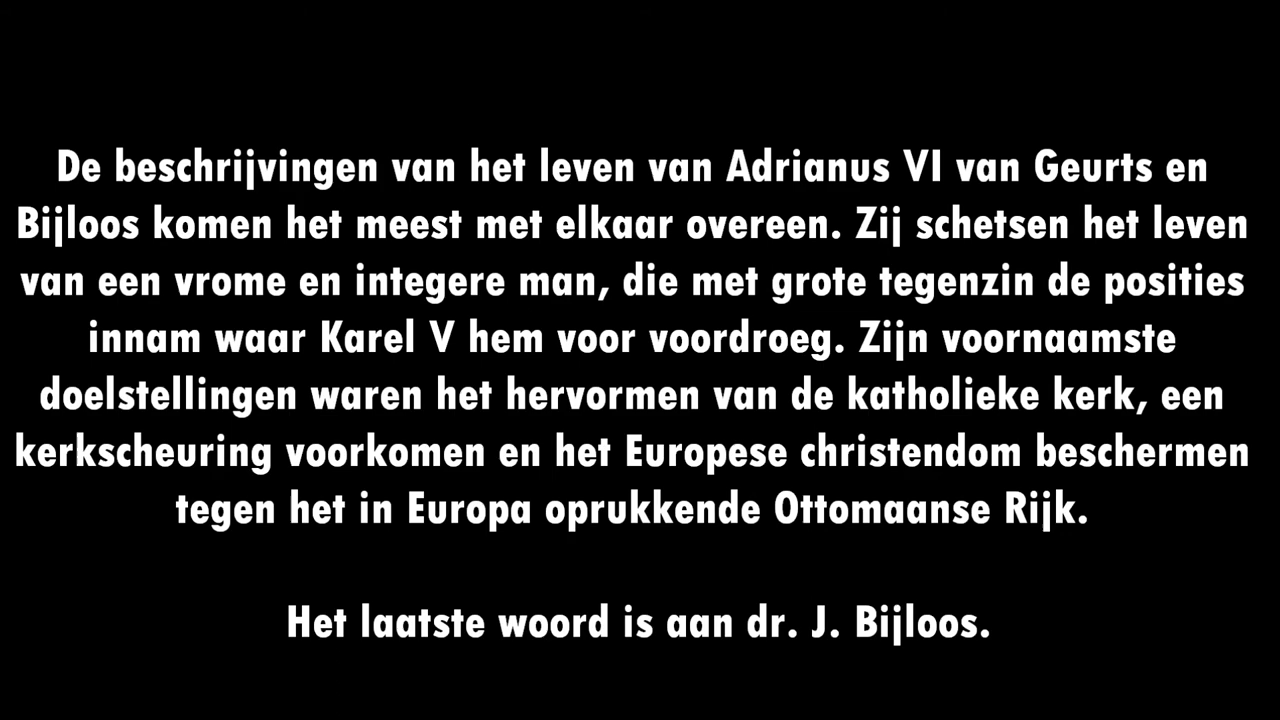 De beschrijvingen van het leven van Adrianus VI van Geurts en
Bijloos komen het meest met elkaar overeen. Zij schetsen het leven
van een vrome en integere man, die met grote tegenzin de posities
innam waar Karel V hem voor voordroeg. Zijn voornaamste
doelstellingen waren het hervormen van de katholieke kerk, een
kerkscheuring voorkomen en het Europese christendom beschermen
tegen het in Europa oprukkende Ottomaanse Rijk.
Het laatste woord is aan dr. J. Bijloos.